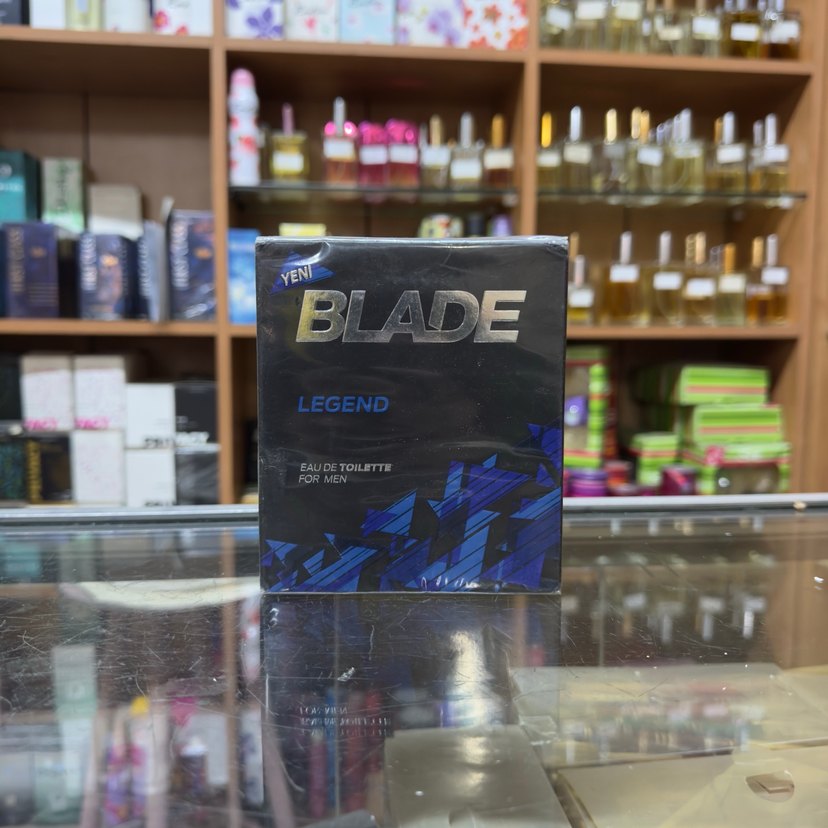 YENİ
BLADE
LEGEND
EAU DE TOILETTE
FOR MEN